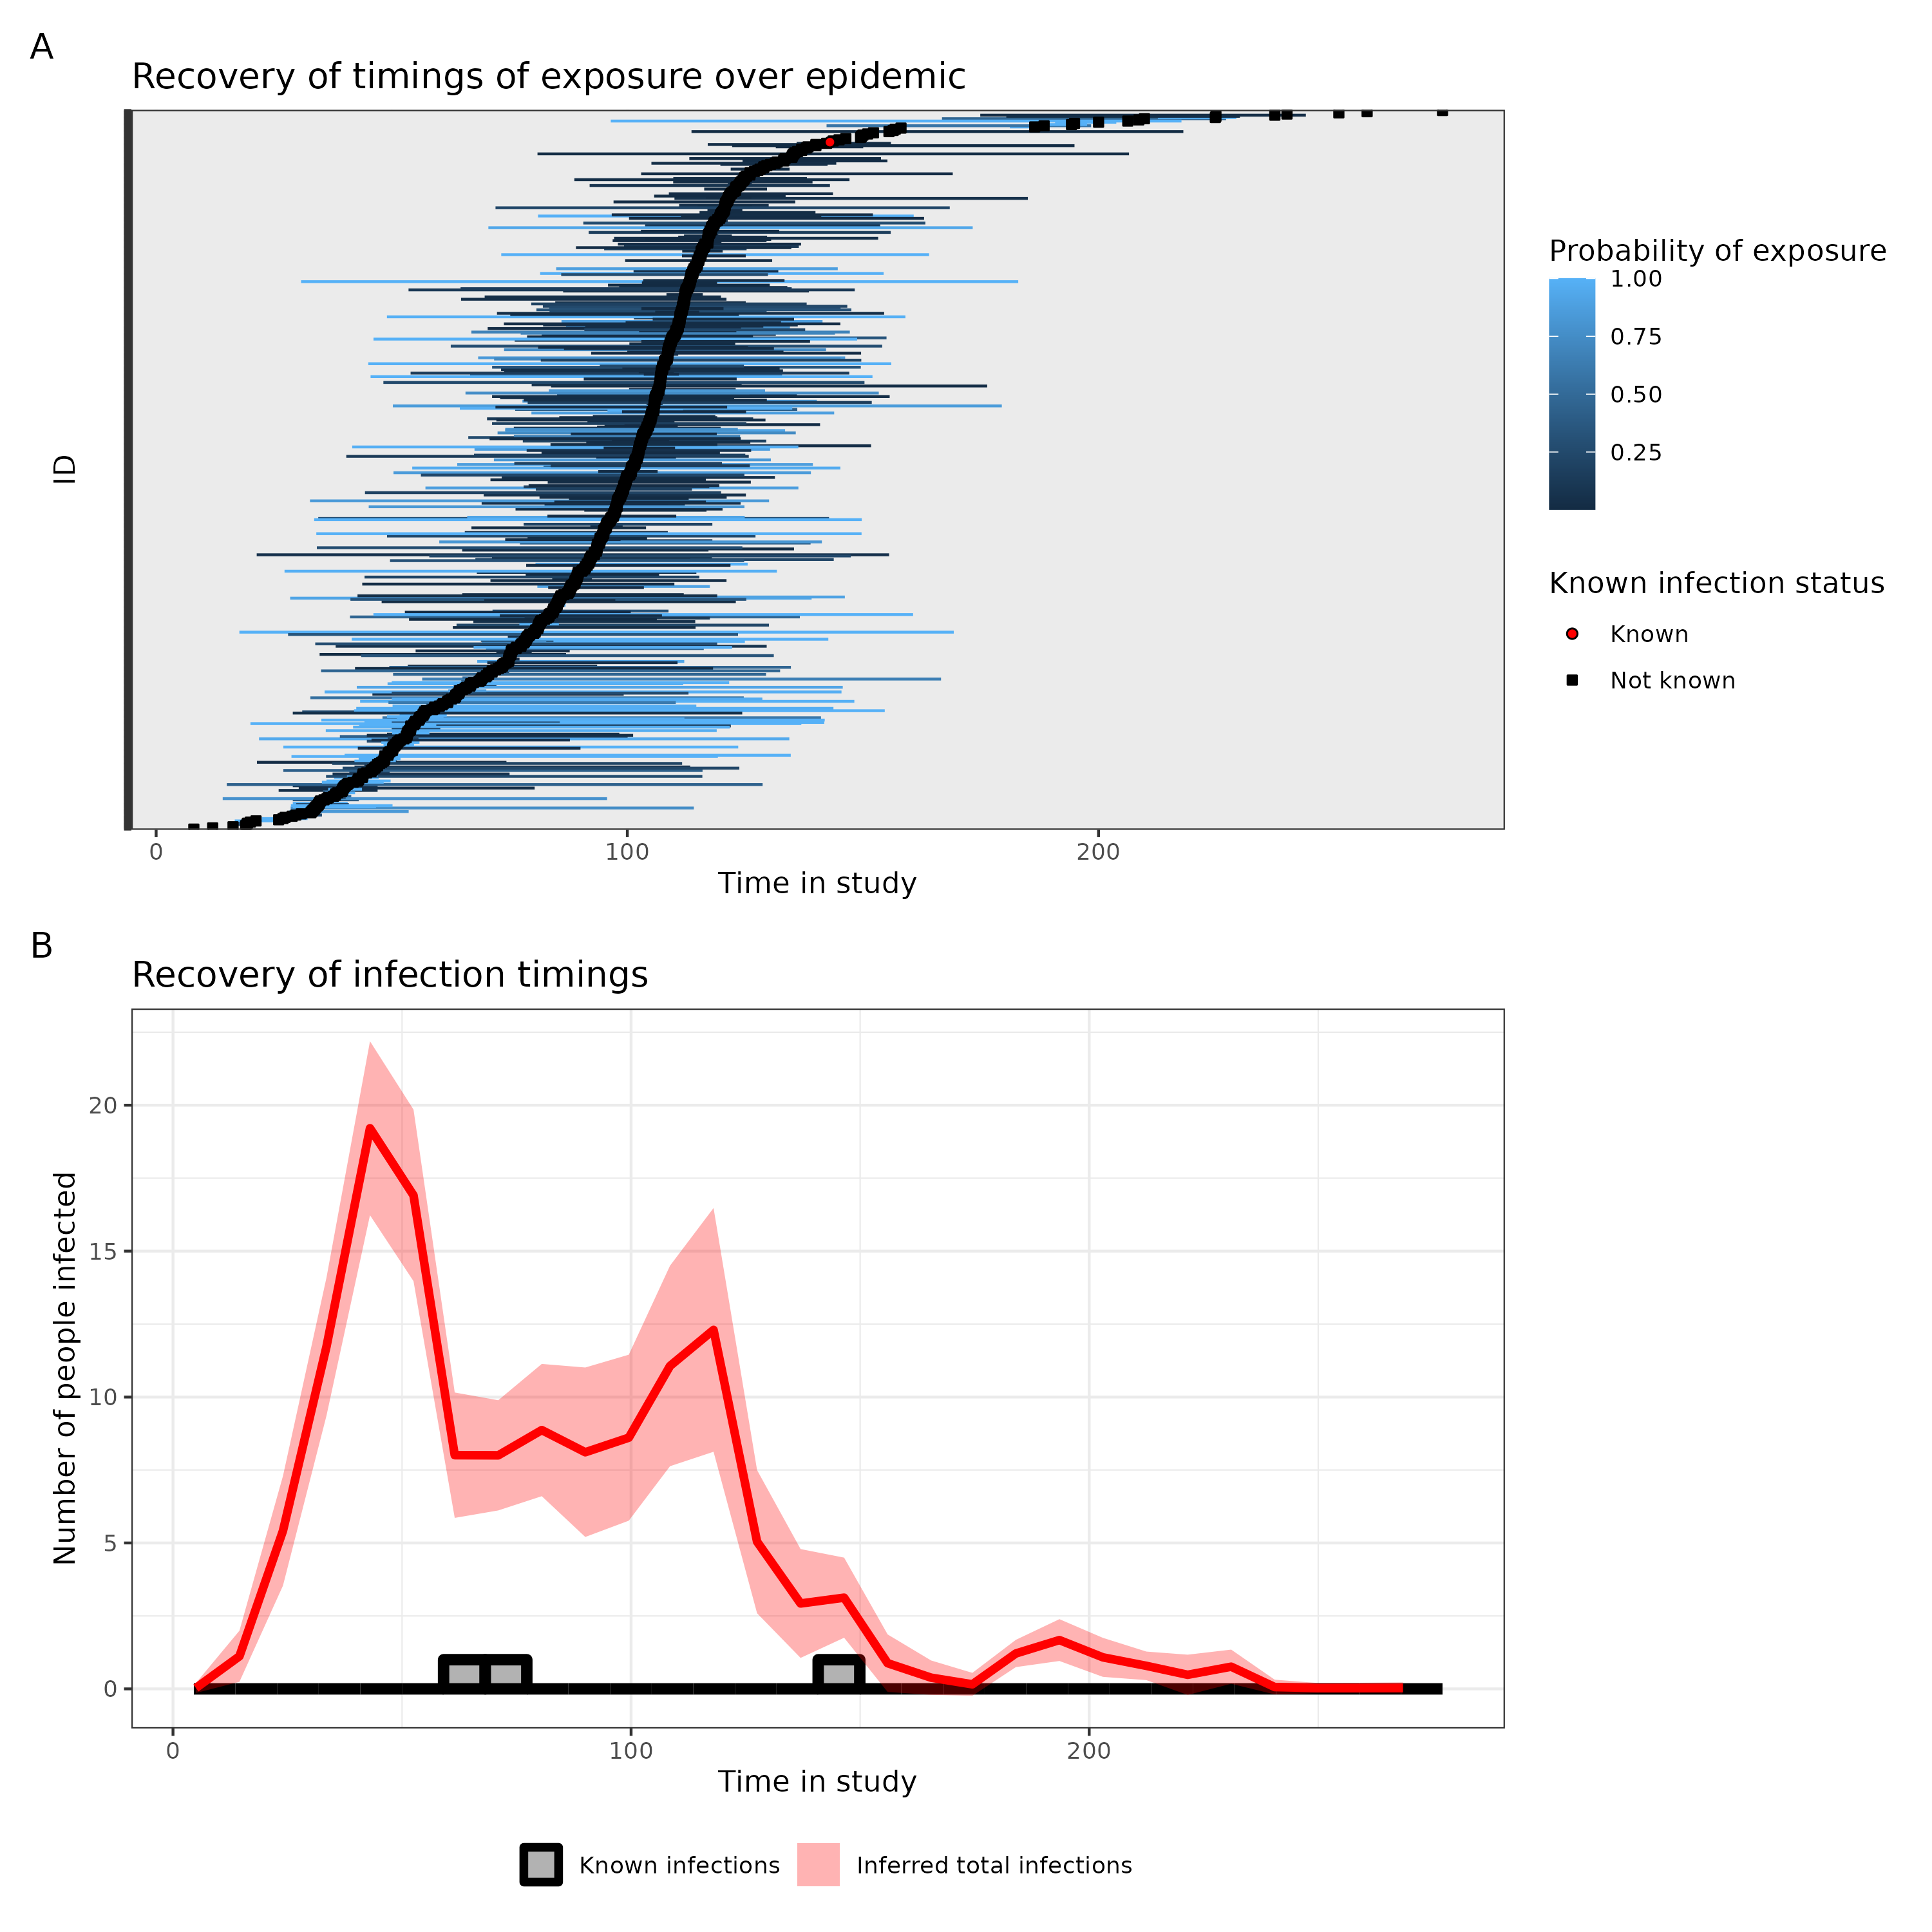 A
Recovery of timings of exposure over epidemic
ID
0
100
200
Time in study
Probability of exposure
1.00
0.75
0.50
0.25
Known infection status
Known
Not known
B
Recovery of infection timings
Number of people infected
20
15
10
5
0
0
100
200
Time in study
Known infections
Inferred total infections